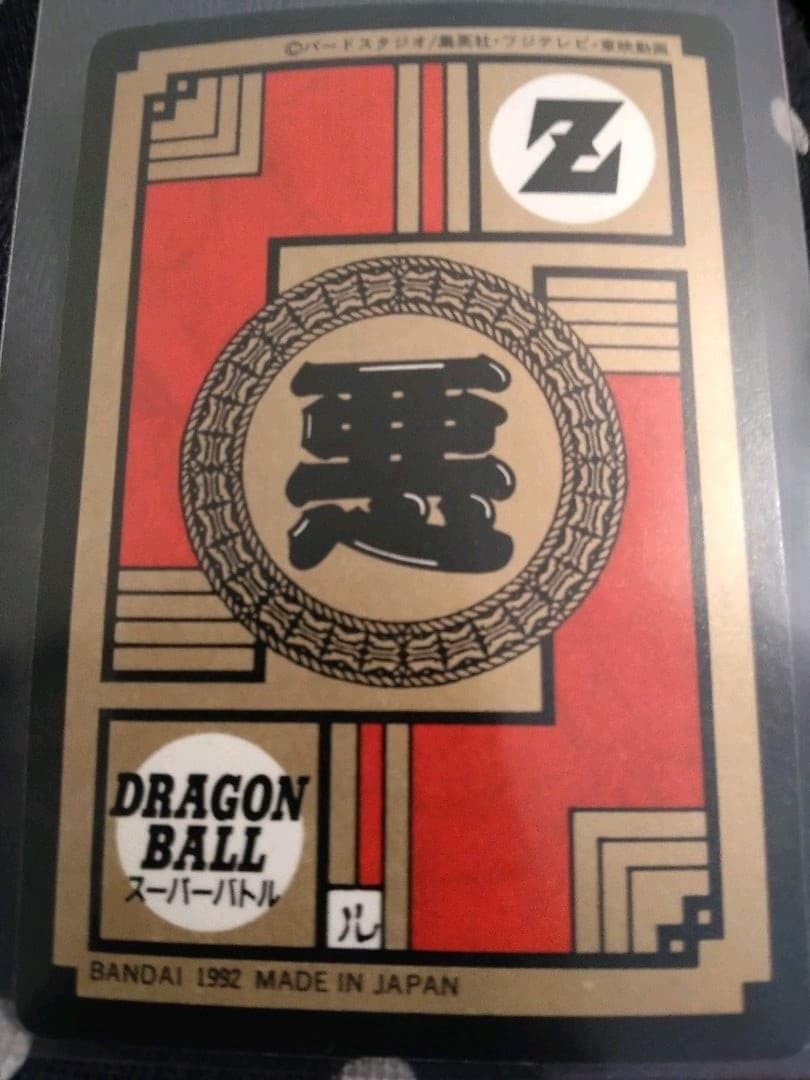 ©バードスタジオ/集英社・フジテレビ・東映動画
Z
悪
DRAGON
BALL
スーパーバトル
ル
BANDAI 1992 MADE IN JAPAN